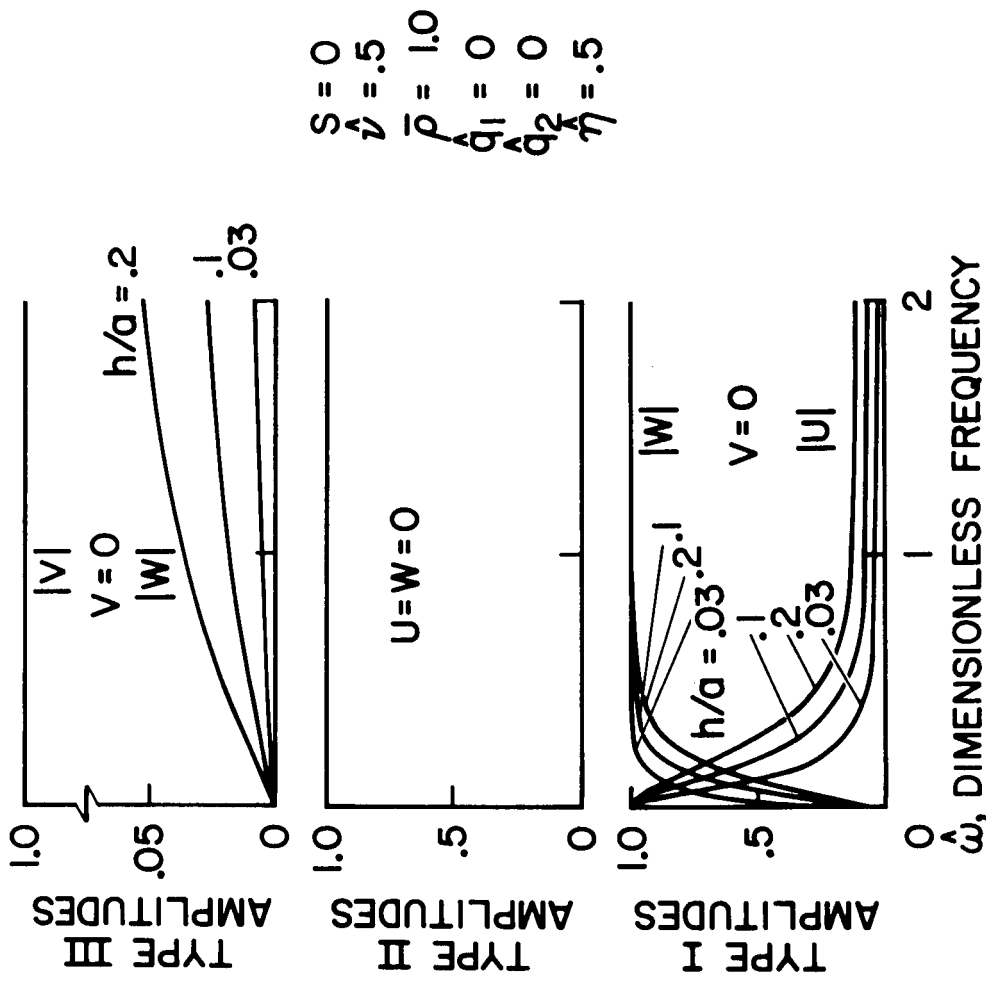 TYPE III
AMPLITUDES
1.0
.05
0
|V|
V = 0
|W|
h/a = .2
.1
.03
TYPE II
AMPLITUDES
1.0
.5
0
U = W = 0
TYPE I
AMPLITUDES
1.0
.5
|W|
V = 0
|U|
.1
.2
h/a = .03
.1
.2
.03
0
1
2
ω̂, DIMENSIONLESS FREQUENCY
S = 0
ν̂ = .5
ρ̅ = 1.0
q̂₁ = 0
q̂₂ = 0
η̂ = .5